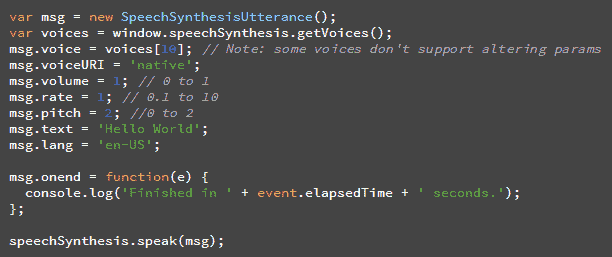 var msg = new SpeechSynthesisUtterance();
var voices = window.speechSynthesis.getVoices();
msg.voice = voices[10]; // Note: some voices don't support altering params
msg.voiceURI = 'native';
msg.volume = 1; // 0 to 1
msg.rate = 1; // 0.1 to 10
msg.pitch = 2; //0 to 2
msg.text = 'Hello World';
msg.lang = 'en-US';

msg.onend = function(e) {
  console.log('Finished in ' + event.elapsedTime + ' seconds.');
};

speechSynthesis.speak(msg);